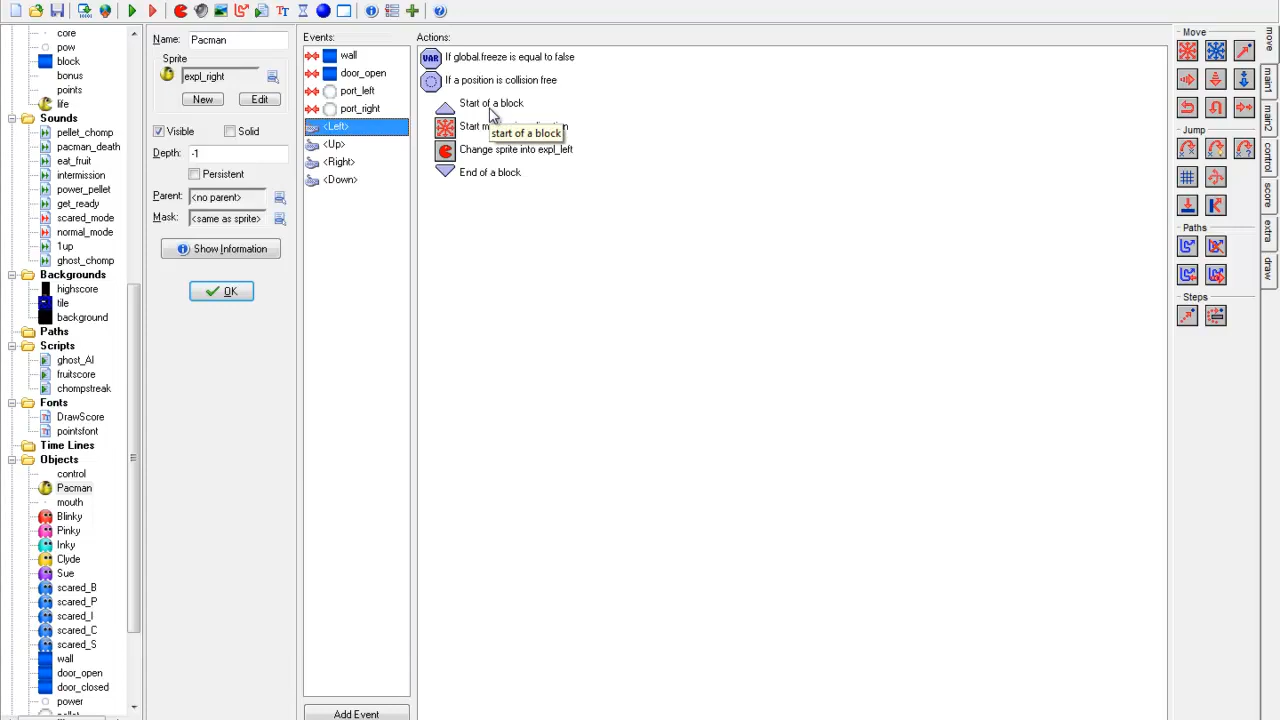 core
pow
block
bonus
points
life
Sounds
pellet_chomp
pacman_death
eat_fruit
intermission
power_pellet
get_ready
scared_mode
normal_mode
1up
ghost_chomp
Backgrounds
highscore
tile
background
Paths
Scripts
ghost_AI
fruitscore
chompstreak
Fonts
DrawScore
pointsfont
Time Lines
Objects
control
Pacman
mouth
Blinky
Pinky
Inky
Clyde
Sue
scared_B
scared_P
scared_I
scared_C
scared_S
wall
door_open
door_closed
power
Name: Pacman
Sprite
expl_right
New Edit
Visible Solid
Depth: -1
Persistent
Parent: <no parent>
Mask: <same as sprite>
Show Information
OK
Events:
wall
door_open
port_left
port_right
<Left>
<Up>
<Right>
<Down>
Add Event
Actions:
If global.freeze is equal to false
If a position is collision free
Start of a block
start of a block
Change sprite into expl_left
End of a block
Move
Jump
Paths
Steps
move
main1
main2
control
score
extra
draw